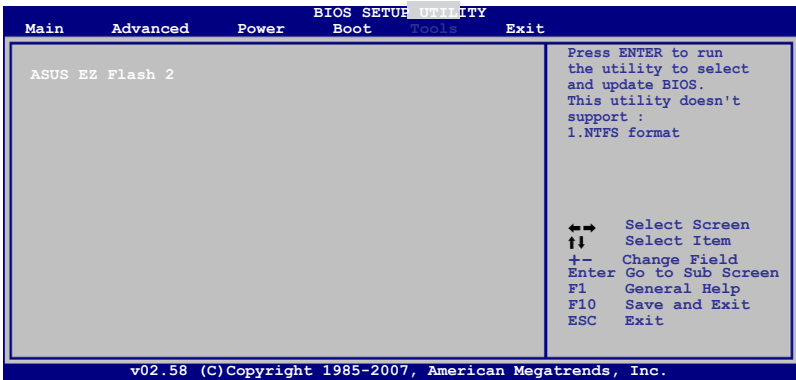 BIOS SETUP UTILITY
Main Advanced Power Boot Tools Exit
ASUS EZ Flash 2
Press ENTER to run
the utility to select
and update BIOS.
This utility doesn't
support :
1.NTFS format
←→ Select Screen
↑↓ Select Item
+- Change Field
Enter Go to Sub Screen
F1 General Help
F10 Save and Exit
ESC Exit
v02.58 (C)Copyright 1985-2007, American Megatrends, Inc.